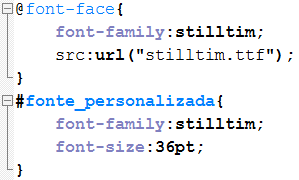 @font-face{
font-family:stilltim;
src:url("stilltim.ttf");
}
#fonte_personalizada{
font-family:stilltim;
font-size:36pt;
}